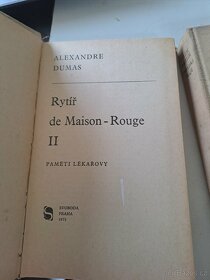 ALEXANDRE
DUMAS
Rytíř
de Maison-Rouge
II
PAMĚTI LÉKAŘOVY
S
SVOBODA
PRAHA